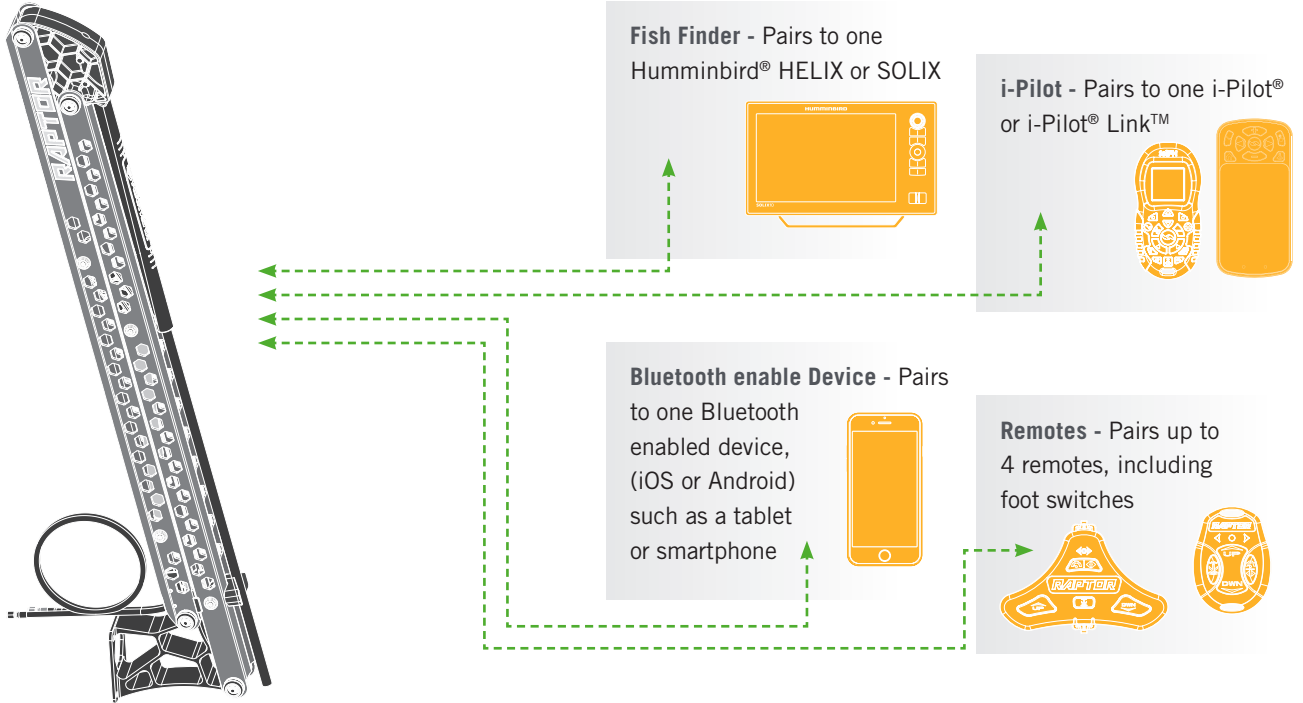 RAPTOR
Fish Finder - Pairs to one
Humminbird® HELIX or SOLIX
HUMMINBIRD
SOLIX
i-Pilot - Pairs to one i-Pilot®
or i-Pilot® Link™
Bluetooth enable Device - Pairs
to one Bluetooth
enabled device,
(iOS or Android)
such as a tablet
or smartphone
Remotes - Pairs up to
4 remotes, including
foot switches
RAPTOR
UP
RAPTOR
UP
DWN